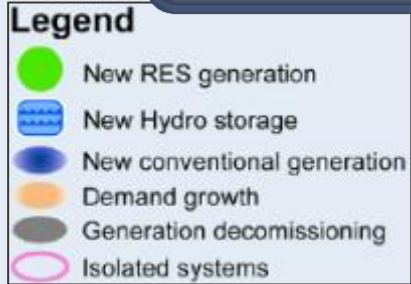 Legend
New RES generation
New Hydro storage
New conventional generation
Demand growth
Generation decomissioning
Isolated systems